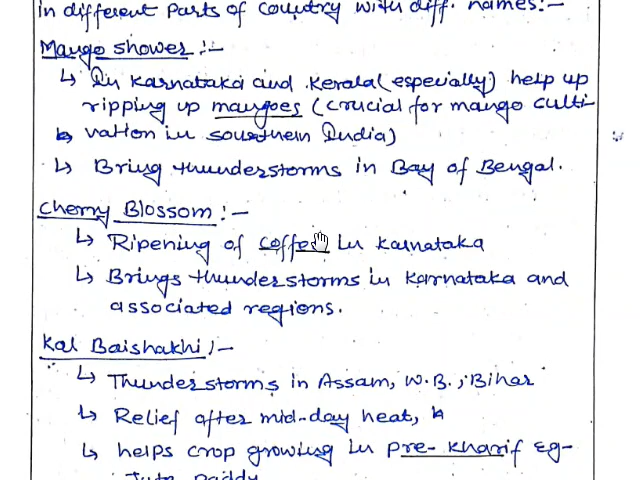 in different parts of country with diff. names:-
Mango shower :-
↳ In Karnataka and Kerala (especially) help up
ripping up mangoes (crucial for mango culti-
vation in southern India)
↳ Bring thunderstorms in Bay of Bengal.
Cherry Blossom :-
↳ Ripening of coffee in Karnataka
↳ Brings thunderstorms in Karnataka and
associated regions.
Kal Baishakhi :-
↳ Thunderstorms in Assam, W.B., Bihar
↳ Relief after mid-day heat,
↳ helps crop growing in pre-kharif eg-
Jute, paddy